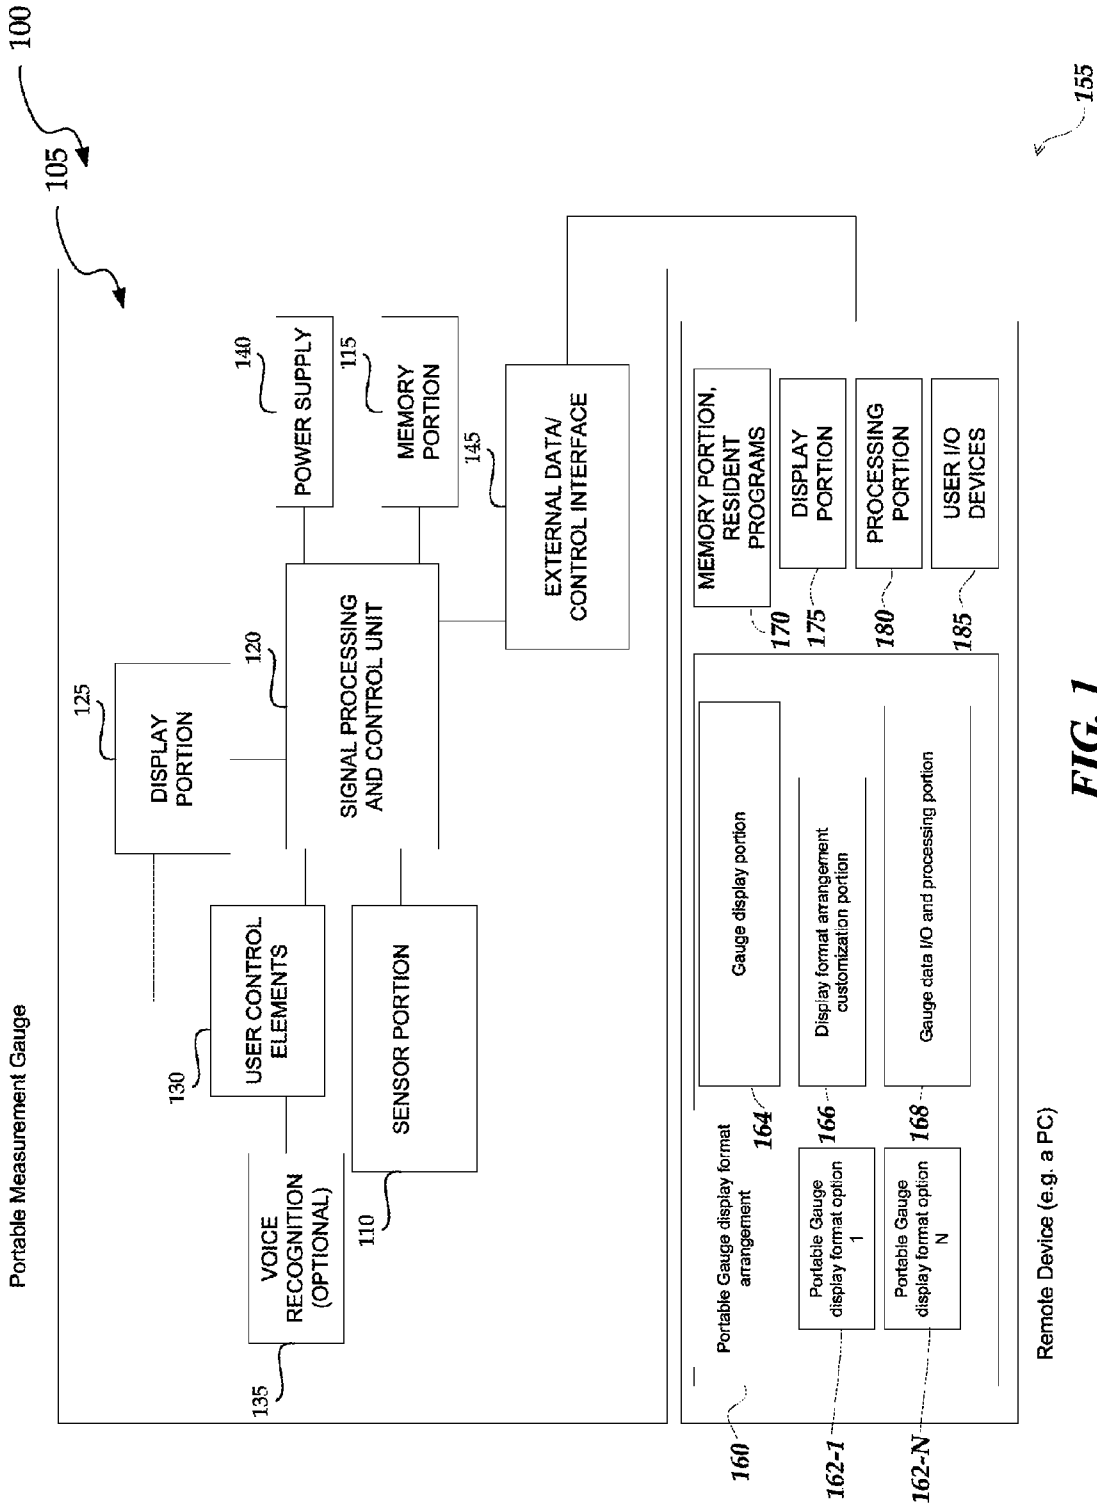 100
105
Portable Measurement Gauge
125
DISPLAY
PORTION
140
POWER SUPPLY
115
MEMORY
PORTION
120
SIGNAL PROCESSING
AND CONTROL UNIT
130
USER CONTROL
ELEMENTS
135
VOICE
RECOGNITION
(OPTIONAL)
110
SENSOR PORTION
145
EXTERNAL DATA/
CONTROL INTERFACE
155
160
Portable Gauge display format
arrangement
162-1
Portable Gauge
display format option
1
162-N
Portable Gauge
display format option
N
164
Gauge display portion
166
Display format arrangement
customization portion
168
Gauge data I/O and processing portion
170
MEMORY PORTION,
RESIDENT
PROGRAMS
175
DISPLAY
PORTION
180
PROCESSING
PORTION
185
USER I/O
DEVICES
Remote Device (e.g. a PC)
FIG. 1